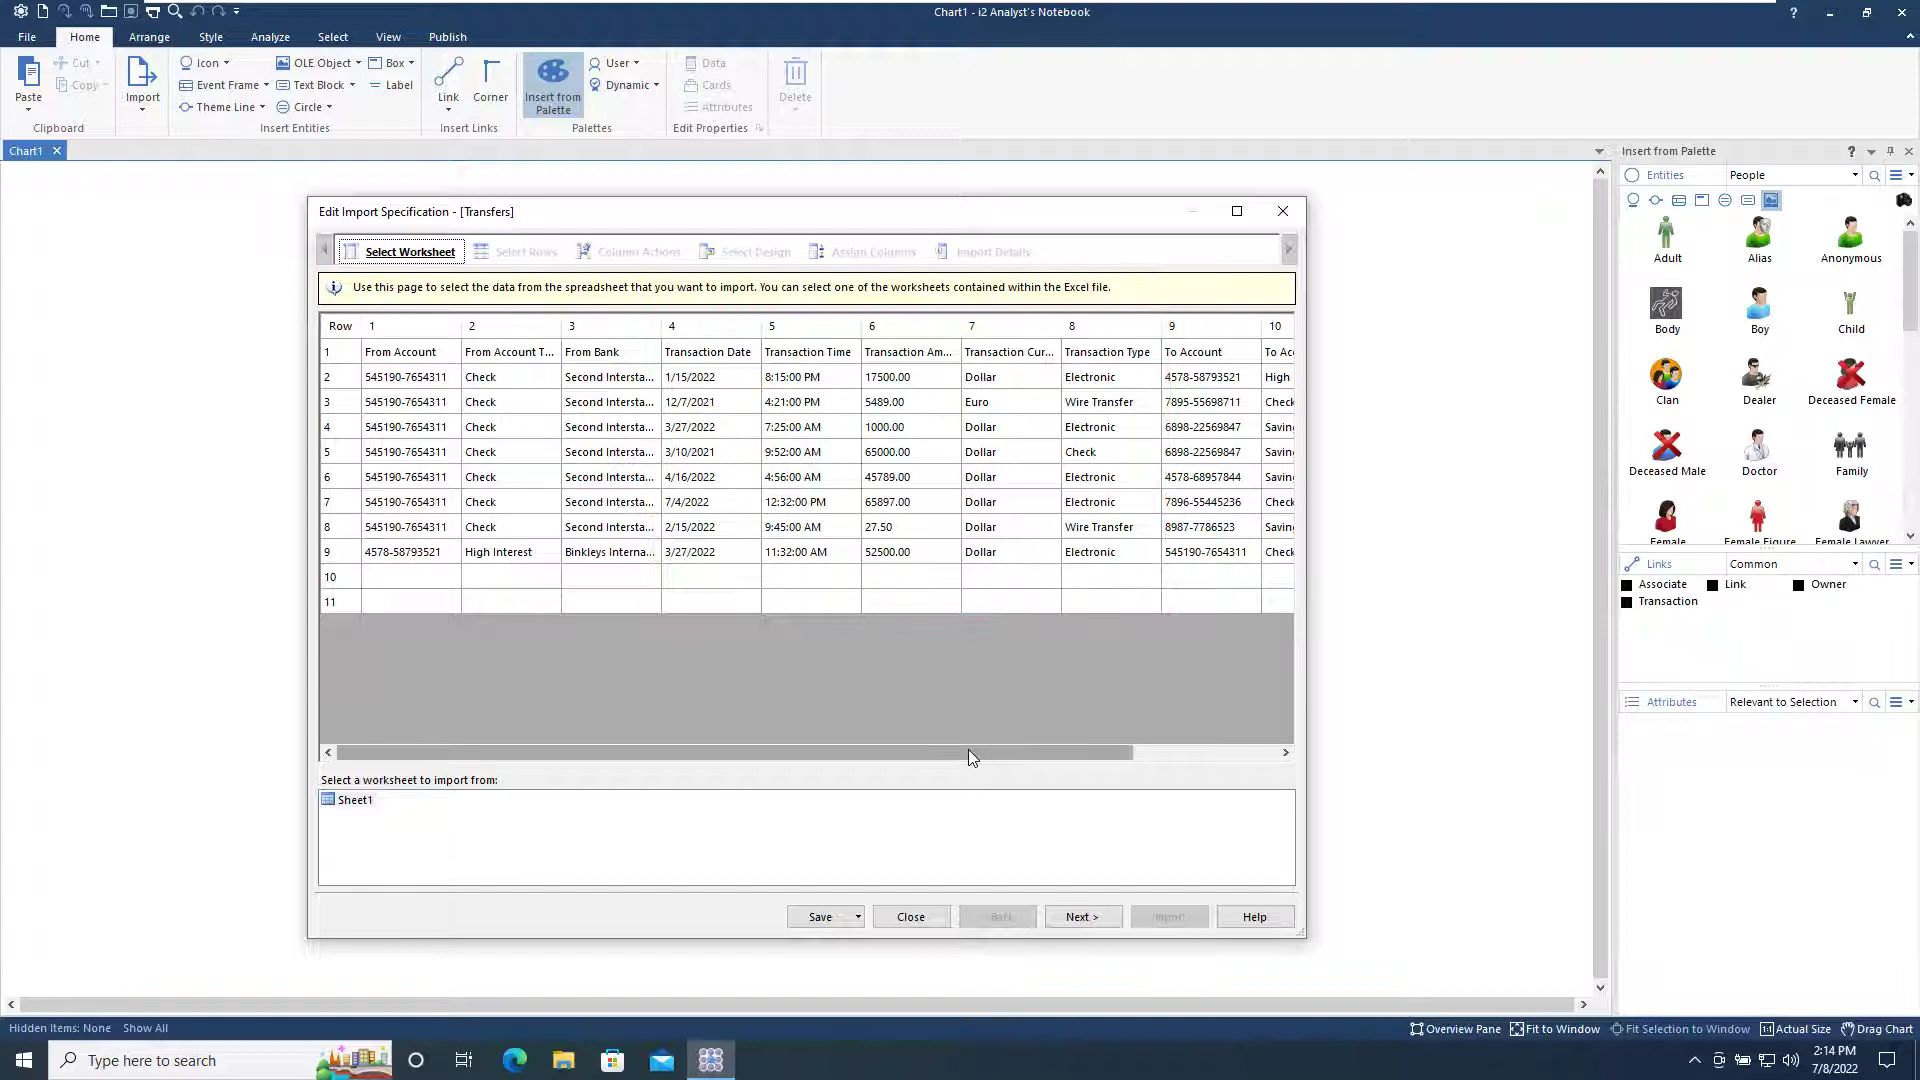 Chart1 - i2 Analyst's Notebook
File Home Arrange Style Analyze Select View Publish
Paste Cut Copy
Clipboard
Import
Icon OLE Object Box
Event Frame Text Block Label
Theme Line Circle
Insert Entities
Link Corner
Insert Links
Insert from Palette
User
Dynamic
Palettes
Data
Cards
Attributes
Edit Properties
Delete
Chart1
Insert from Palette
Entities People
Adult Alias Anonymous
Body Boy Child
Clan Dealer Deceased Female
Deceased Male Doctor Family
Female Female Figure Female Lawyer
Links Common
Associate Link Owner
Transaction
Attributes Relevant to Selection
Edit Import Specification - [Transfers]
Select Worksheet Select Rows Column Actions Select Design Assign Columns Import Details
Use this page to select the data from the spreadsheet that you want to import. You can select one of the worksheets contained within the Excel file.
Row 1 2 3 4 5 6 7 8 9 10
1 From Account From Account T... From Bank Transaction Date Transaction Time Transaction Am... Transaction Cur... Transaction Type To Account To Ac
2 545190-7654311 Check Second Intersta... 1/15/2022 8:15:00 PM 17500.00 Dollar Electronic 4578-58793521 High
3 545190-7654311 Check Second Intersta... 12/7/2021 4:21:00 PM 5489.00 Euro Wire Transfer 7895-55698711 Check
4 545190-7654311 Check Second Intersta... 3/27/2022 7:25:00 AM 1000.00 Dollar Electronic 6898-22569847 Savin
5 545190-7654311 Check Second Intersta... 3/10/2021 9:52:00 AM 65000.00 Dollar Check 6898-22569847 Savin
6 545190-7654311 Check Second Intersta... 4/16/2022 4:56:00 AM 45789.00 Dollar Electronic 4578-68957844 Savin
7 545190-7654311 Check Second Intersta... 7/4/2022 12:32:00 PM 65897.00 Dollar Electronic 7896-55445236 Check
8 545190-7654311 Check Second Intersta... 2/15/2022 9:45:00 AM 27.50 Dollar Wire Transfer 8987-7786523 Savin
9 4578-58793521 High Interest Binkleys Interna... 3/27/2022 11:32:00 AM 52500.00 Dollar Electronic 545190-7654311 Check
10
11
Select a worksheet to import from:
Sheet1
Save Close Back Next > Import Help
Hidden Items: None Show All
Overview Pane Fit to Window Fit Selection to Window 1:1 Actual Size Drag Chart
Type here to search
2:14 PM
7/8/2022